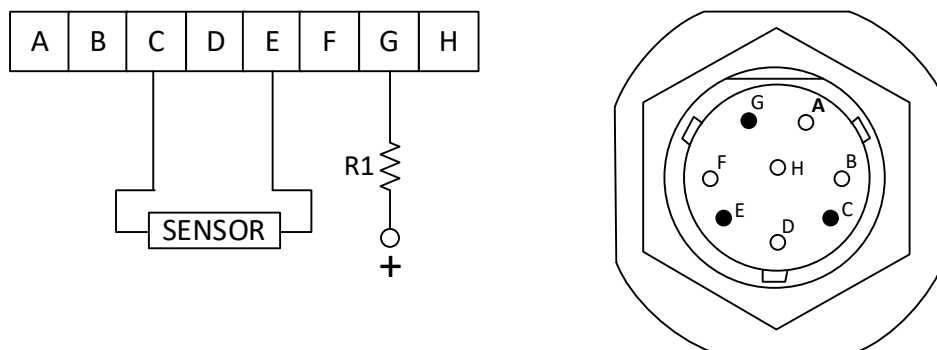 A B C D E F G H
R1
SENSOR
+
G A
F H B
E C
D